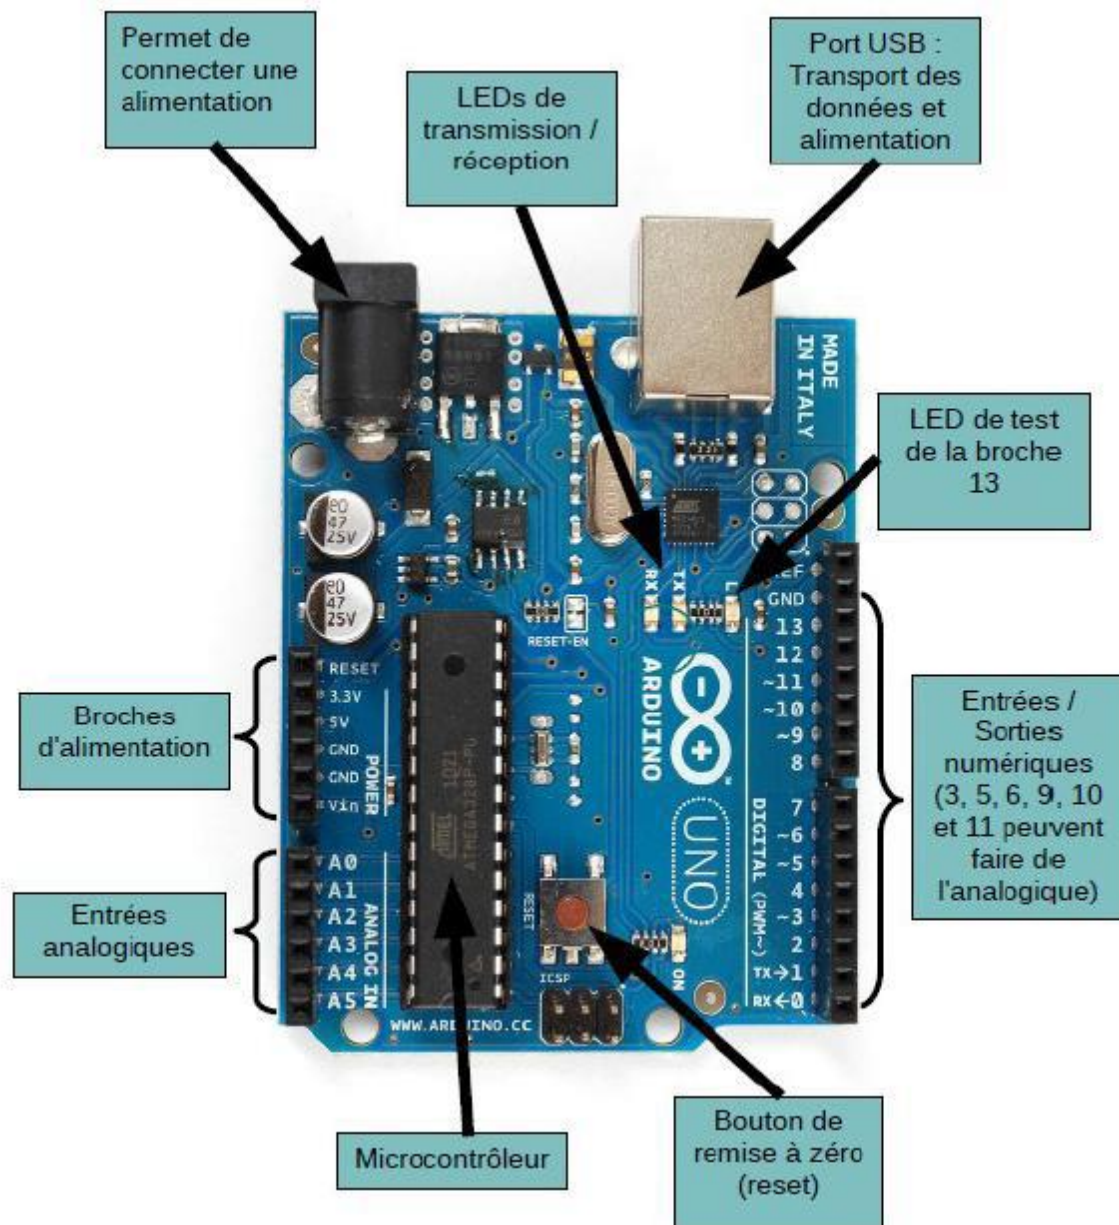 Permet de
connecter une
alimentation
LEDs de
transmission /
réception
Port USB :
Transport des
données et
alimentation
MADE
IN ITALY
LED de test
de la broche
13
47
25V
47
25V
RX
TX
L
RESET-EN
GND
13
12
~11
~10
~9
8
7
~6
~5
4
~3
2
TX→1
RX←0
DIGITAL (PWM~)
ARDUINO
UNO
Broches
d'alimentation
RESET
3.3V
5V
GND
GND
Vin
POWER
Entrées
analogiques
A0
A1
A2
A3
A4
A5
ANALOG IN
ATMEL 1021
ATMEGA328P-PU
RESET
ICSP
ON
WWW.ARDUINO.CC
Entrées /
Sorties
numériques
(3, 5, 6, 9, 10
et 11 peuvent
faire de
l'analogique)
Microcontrôleur
Bouton de
remise à zéro
(reset)